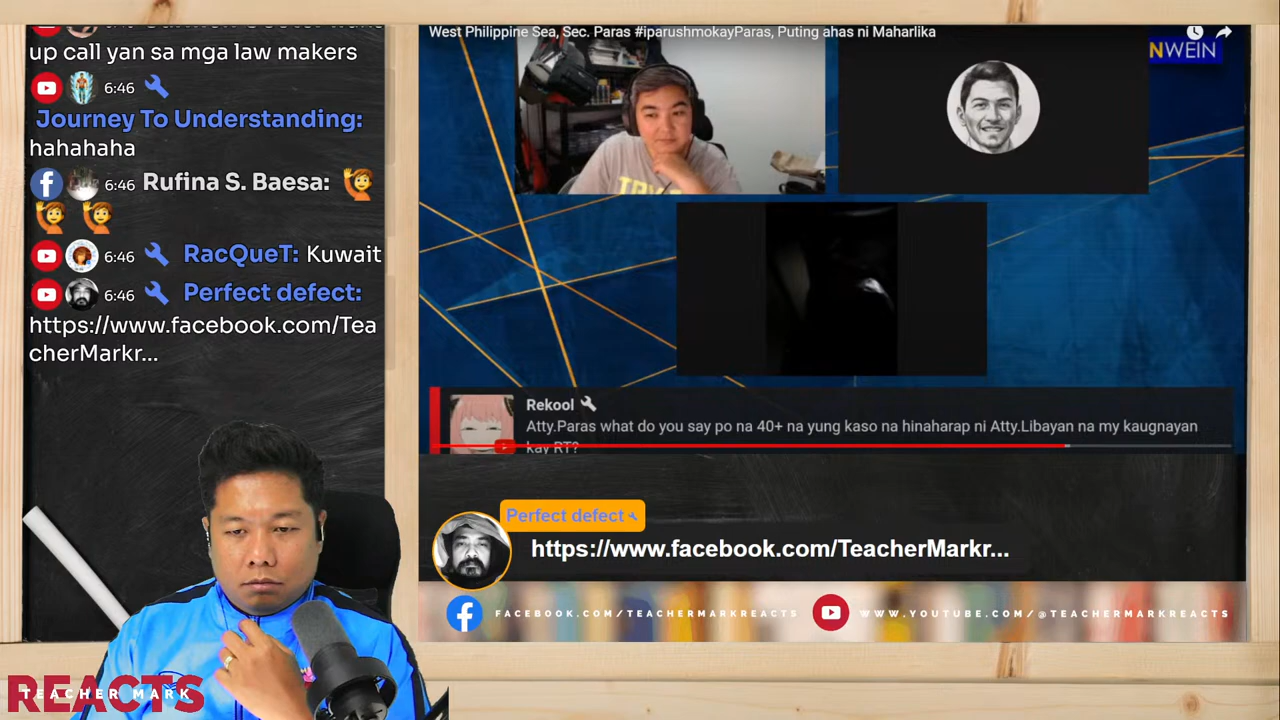 up call yan sa mga law makers
6:46
Journey To Understanding:
hahahaha
6:46 Rufina S. Baesa:
6:46 RacQueT: Kuwait
6:46 Perfect defect:
https://www.facebook.com/Tea
cherMarkr...
West Philippine Sea, Sec. Paras #iparushmokayParas, Puting ahas ni Maharlika
NWEIN
Rekool
Atty.Paras what do you say po na 40+ na yung kaso na hinaharap ni Atty.Libayan na my kaugnayan
kay RT?
Perfect defect
https://www.facebook.com/TeacherMarkr...
FACEBOOK.COM/TEACHERMARKREACTS
WWW.YOUTUBE.COM/@TEACHERMARKREACTS
TEACHER MARK
REACTS